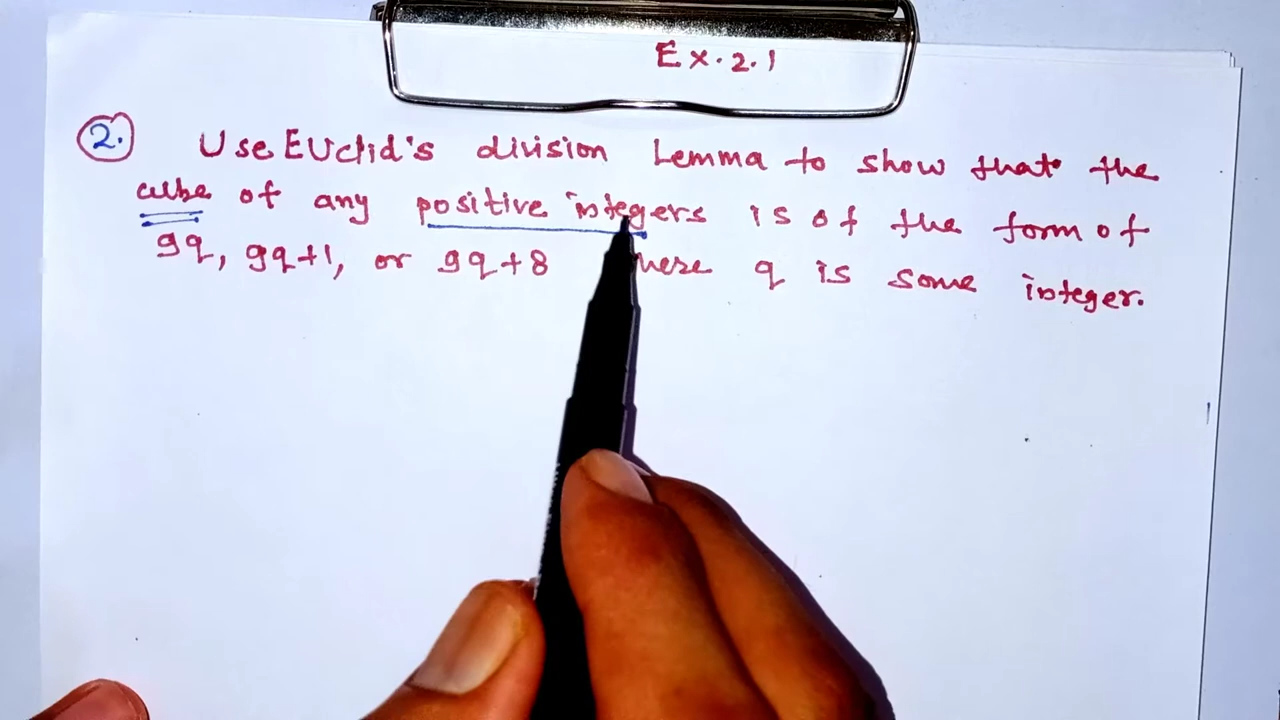 Ex. 2.1
2. Use Euclid's division Lemma to show that the
cube of any positive integers is of the form of
9q, 9q+1, or 9q+8 q is some integer.